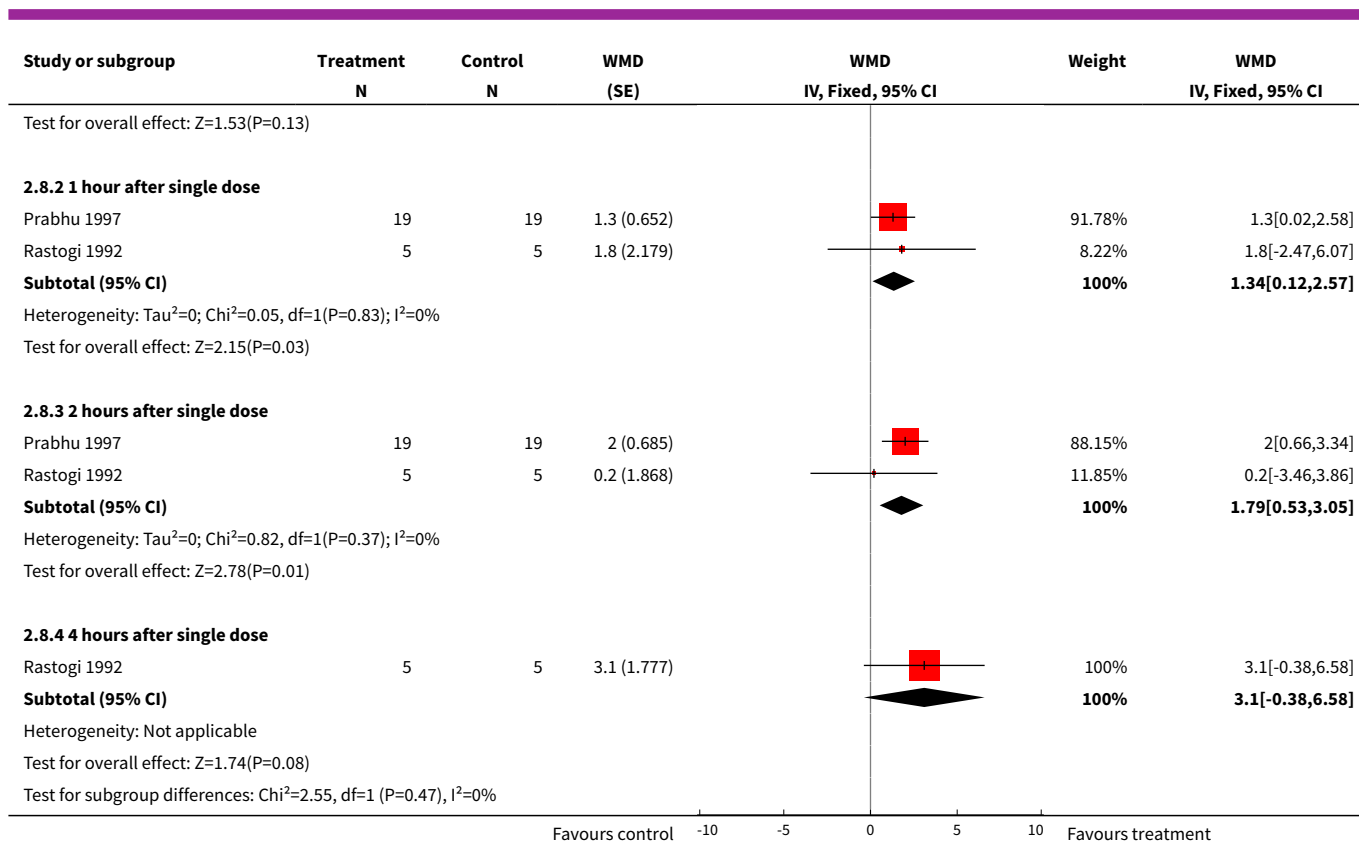 Study or subgroup Treatment Control WMD WMD Weight WMD
N N (SE) IV, Fixed, 95% CI IV, Fixed, 95% CI
Test for overall effect: Z=1.53(P=0.13)
2.8.2 1 hour after single dose
Prabhu 1997 19 19 1.3 (0.652) 91.78% 1.3[0.02,2.58]
Rastogi 1992 5 5 1.8 (2.179) 8.22% 1.8[-2.47,6.07]
Subtotal (95% CI) 100% 1.34[0.12,2.57]
Heterogeneity: Tau²=0; Chi²=0.05, df=1(P=0.83); I²=0%
Test for overall effect: Z=2.15(P=0.03)
2.8.3 2 hours after single dose
Prabhu 1997 19 19 2 (0.685) 88.15% 2[0.66,3.34]
Rastogi 1992 5 5 0.2 (1.868) 11.85% 0.2[-3.46,3.86]
Subtotal (95% CI) 100% 1.79[0.53,3.05]
Heterogeneity: Tau²=0; Chi²=0.82, df=1(P=0.37); I²=0%
Test for overall effect: Z=2.78(P=0.01)
2.8.4 4 hours after single dose
Rastogi 1992 5 5 3.1 (1.777) 100% 3.1[-0.38,6.58]
Subtotal (95% CI) 100% 3.1[-0.38,6.58]
Heterogeneity: Not applicable
Test for overall effect: Z=1.74(P=0.08)
Test for subgroup differences: Chi²=2.55, df=1 (P=0.47), I²=0%
Favours control -10 -5 0 5 10 Favours treatment